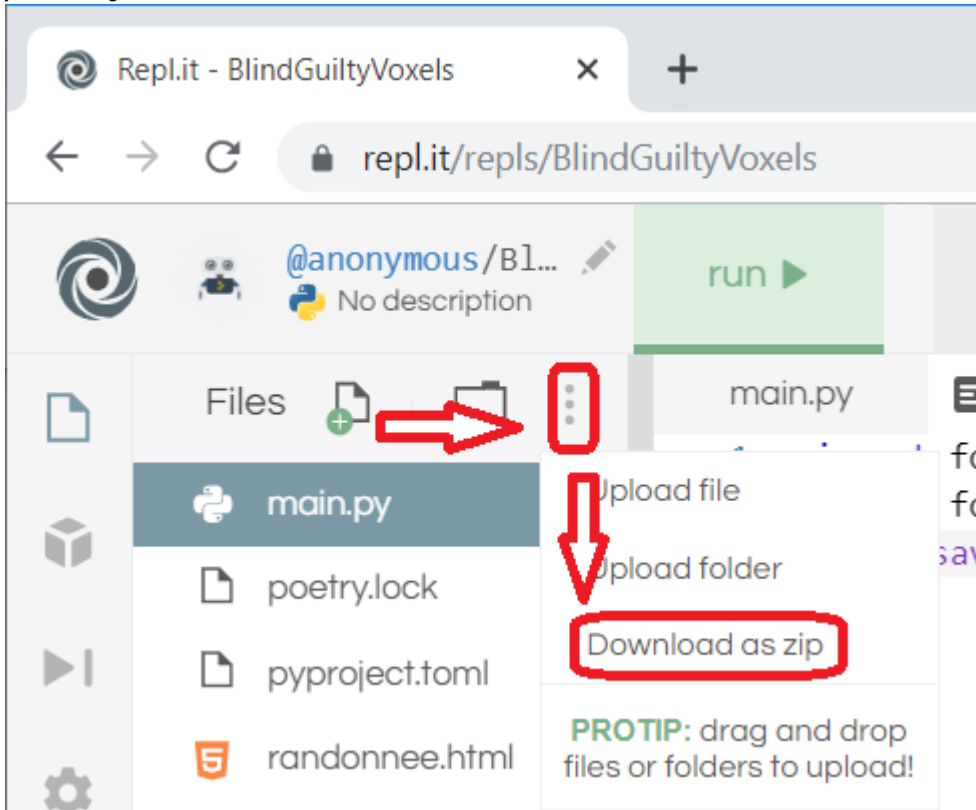 Repl.it - BlindGuiltyVoxels
repl.it/repls/BlindGuiltyVoxels
@anonymous/Bl...
No description
run
Files
main.py
main.py
Upload file
poetry.lock
Upload folder
pyproject.toml
Download as zip
randonnee.html
PROTIP: drag and drop
files or folders to upload!